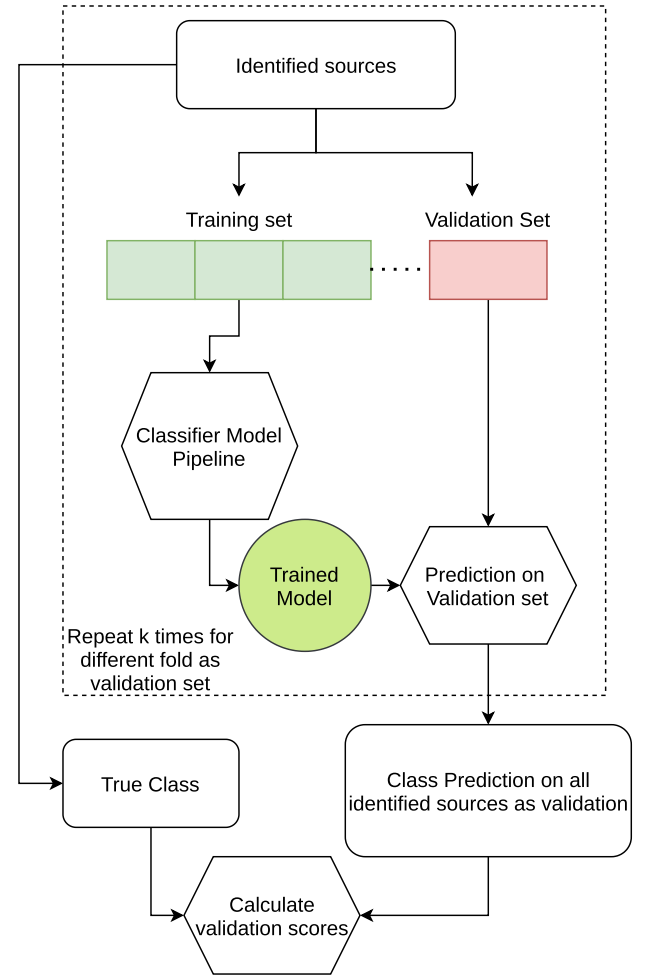 Identified sources
Training set
Validation Set
Classifier Model
Pipeline
Trained
Model
Prediction on
Validation set
Repeat k times for
different fold as
validation set
True Class
Class Prediction on all
identified sources as validation
Calculate
validation scores